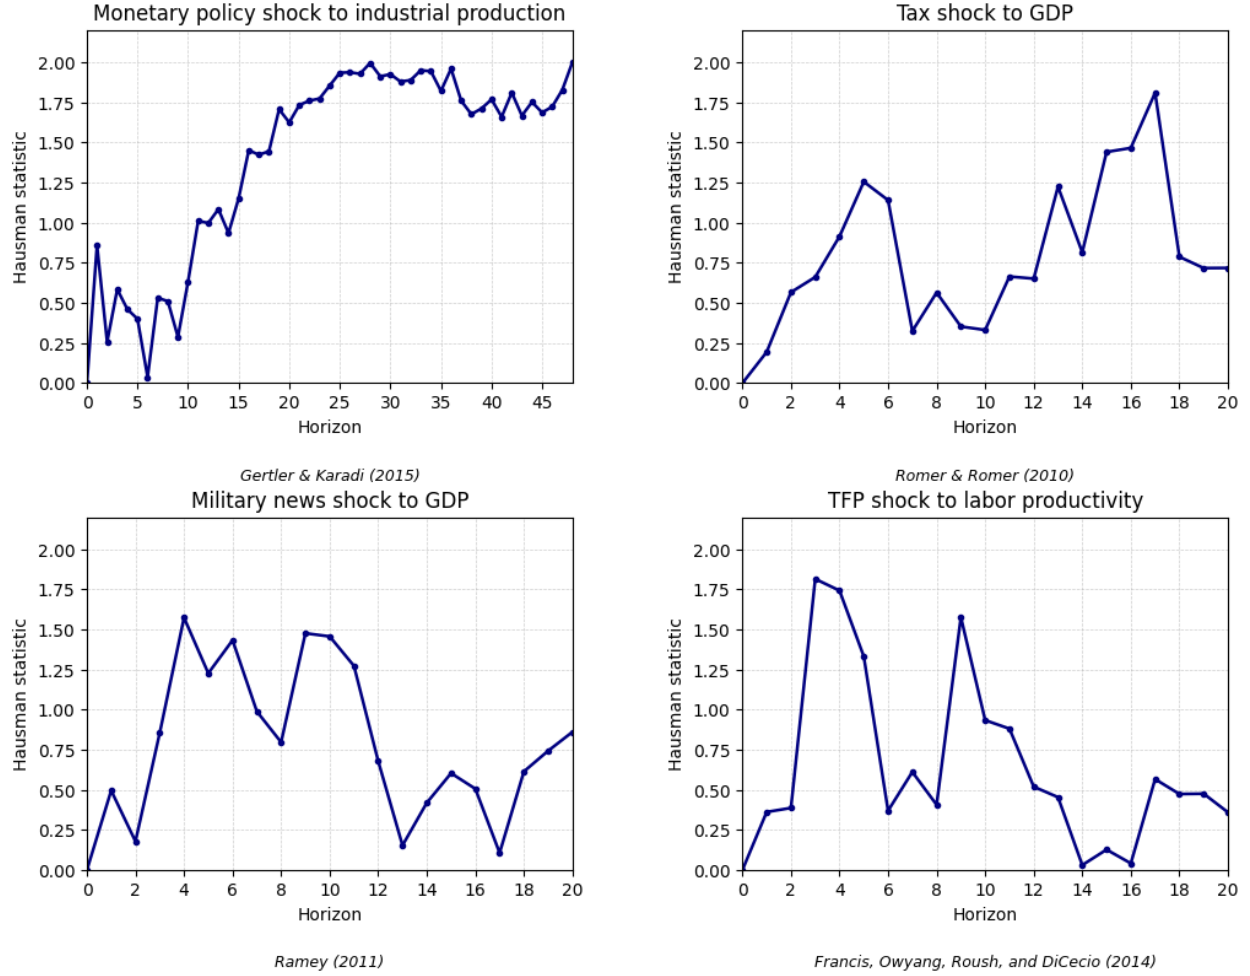 Monetary policy shock to industrial production
Hausman statistic
2.00
1.75
1.50
1.25
1.00
0.75
0.50
0.25
0.00
0 5 10 15 20 25 30 35 40 45
Horizon
Gertler & Karadi (2015)
Tax shock to GDP
Hausman statistic
2.00
1.75
1.50
1.25
1.00
0.75
0.50
0.25
0.00
0 2 4 6 8 10 12 14 16 18 20
Horizon
Romer & Romer (2010)
Military news shock to GDP
Hausman statistic
2.00
1.75
1.50
1.25
1.00
0.75
0.50
0.25
0.00
0 2 4 6 8 10 12 14 16 18 20
Horizon
Ramey (2011)
TFP shock to labor productivity
Hausman statistic
2.00
1.75
1.50
1.25
1.00
0.75
0.50
0.25
0.00
0 2 4 6 8 10 12 14 16 18 20
Horizon
Francis, Owyang, Roush, and DiCecio (2014)